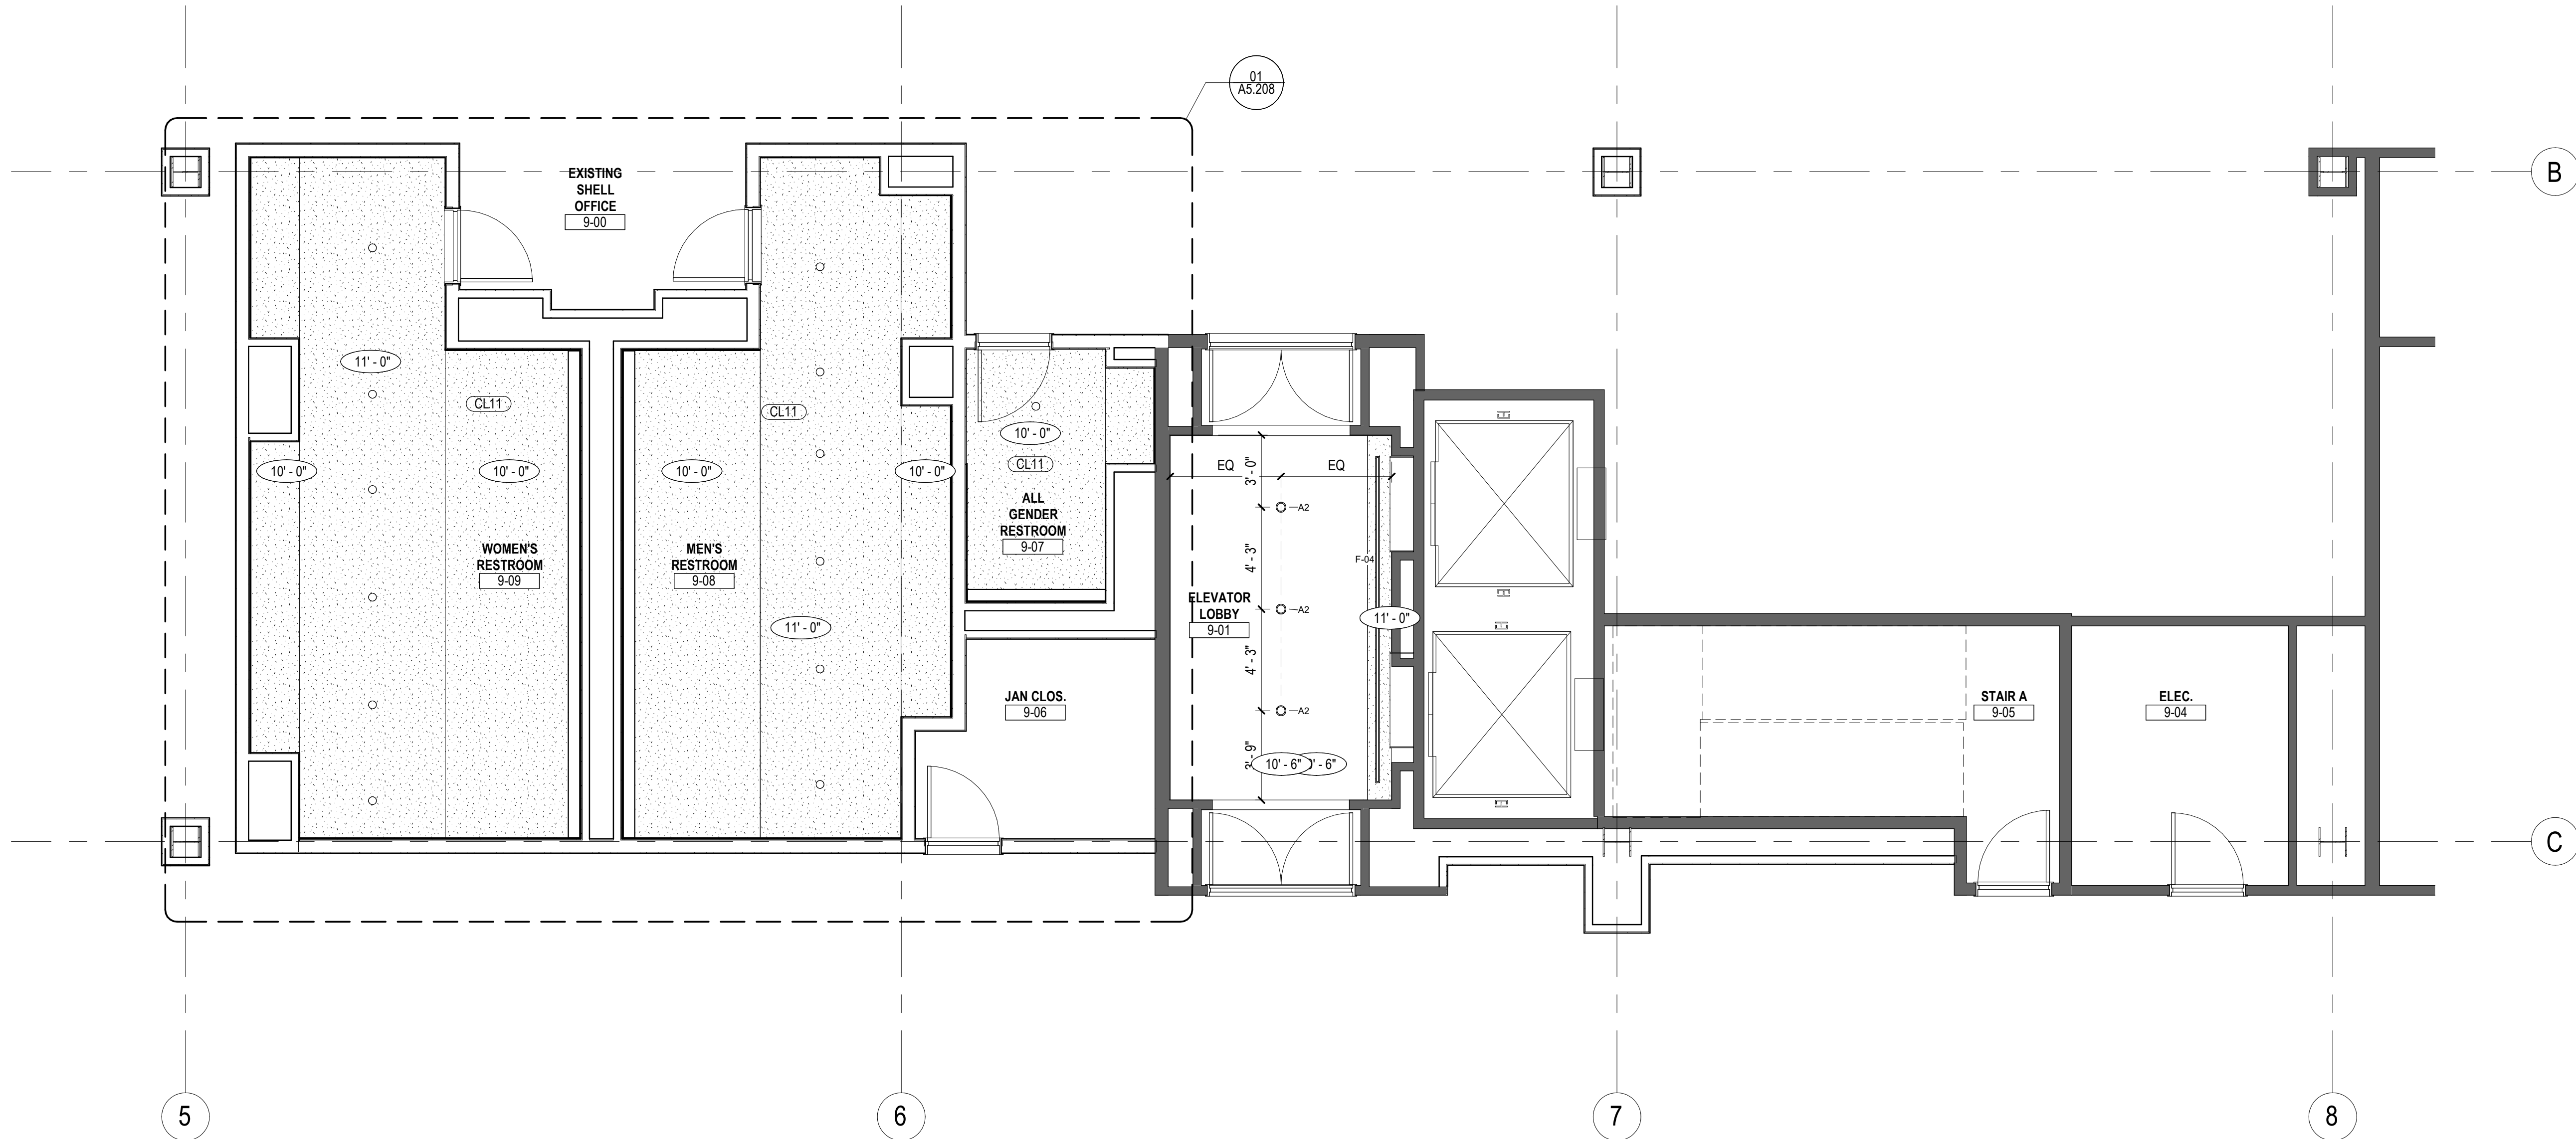 01
A5.208
B
EXISTING
SHELL
OFFICE
9-00
11' - 0"
CL11
CL11
10' - 0"
10' - 0"
10' - 0"
10' - 0"
10' - 0"
CL11
ALL
GENDER
RESTROOM
9-07
WOMEN'S
RESTROOM
9-09
MEN'S
RESTROOM
9-08
11' - 0"
JAN CLOS.
9-06
EQ
EQ
3' - 0"
A2
4' - 3"
F-04
ELEVATOR
LOBBY
9-01
A2
11' - 0"
4' - 3"
A2
10' - 6"
STAIR A
9-05
ELEC.
9-04
C
5
6
7
8